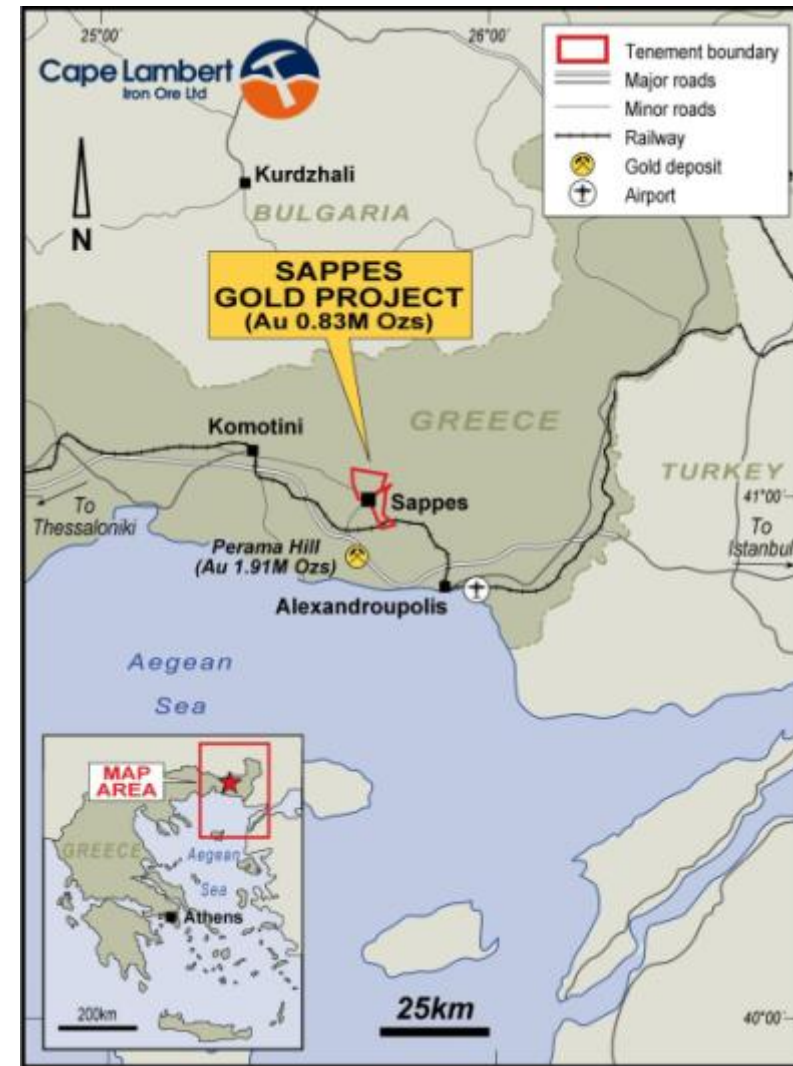 25°00'
26°00'
Cape Lambert
Iron Ore Ltd
Tenement boundary
Major roads
Minor roads
Railway
Gold deposit
Airport
N
Kurdzhali
BULGARIA
SAPPES
GOLD PROJECT
(Au 0.83M Ozs)
GREECE
Komotini
TURKEY
Sappes
41°00'
To
Thessaloniki
To
Istanbul
Perama Hill
(Au 1.91M Ozs)
Alexandroupolis
Aegean
Sea
MAP
AREA
GREECE
Aegean
Sea
Athens
200km
25km
40°00'